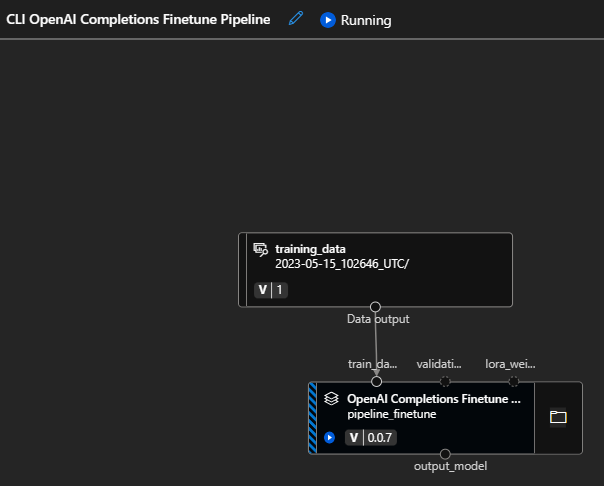 CLI OpenAI Completions Finetune Pipeline
Running
training_data
2023-05-15_102646_UTC/
V 1
Data output
train_da... validati... lora_wei...
OpenAI Completions Finetune ...
pipeline_finetune
V 0.0.7
output_model